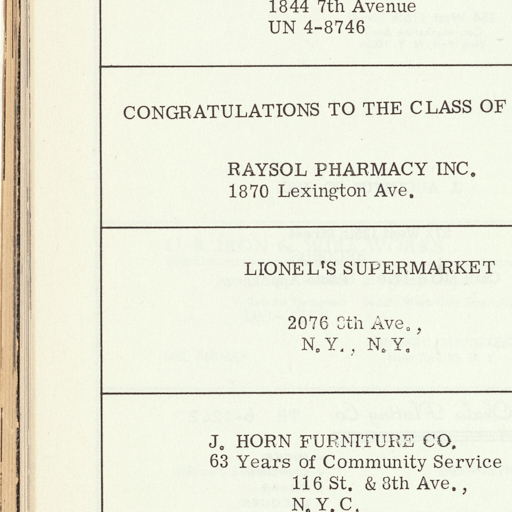 1844 7th Avenue
UN 4-8746
CONGRATULATIONS TO THE CLASS OF
RAYSOL PHARMACY INC.
1870 Lexington Ave.
LIONEL'S SUPERMARKET
2076 8th Ave.,
N.Y., N.Y.
J. HORN FURNITURE CO.
63 Years of Community Service
116 St. & 8th Ave.,
N.Y.C.